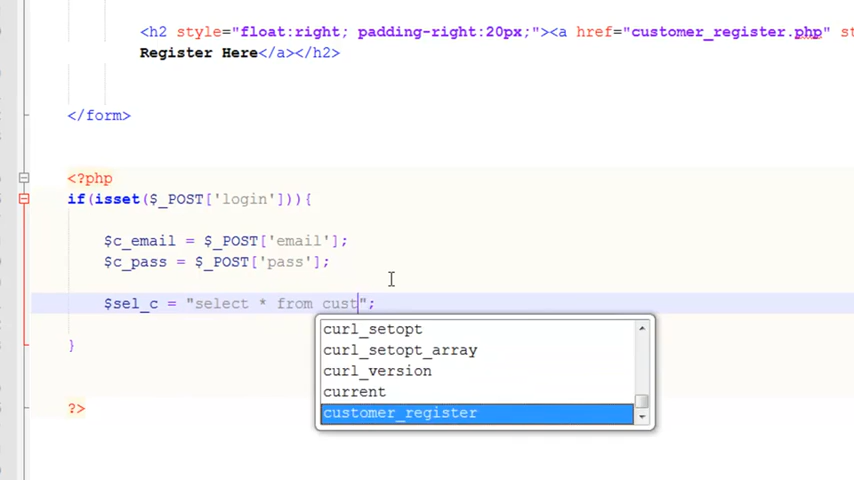 <h2 style="float:right; padding-right:20px;"><a href="customer_register.php" st
Register Here</a></h2>
</form>
<?php
if(isset($_POST['login'])){
$c_email = $_POST['email'];
$c_pass = $_POST['pass'];
$sel_c = "select * from cust";
curl_setopt
curl_setopt_array
curl_version
current
customer_register
}
?>